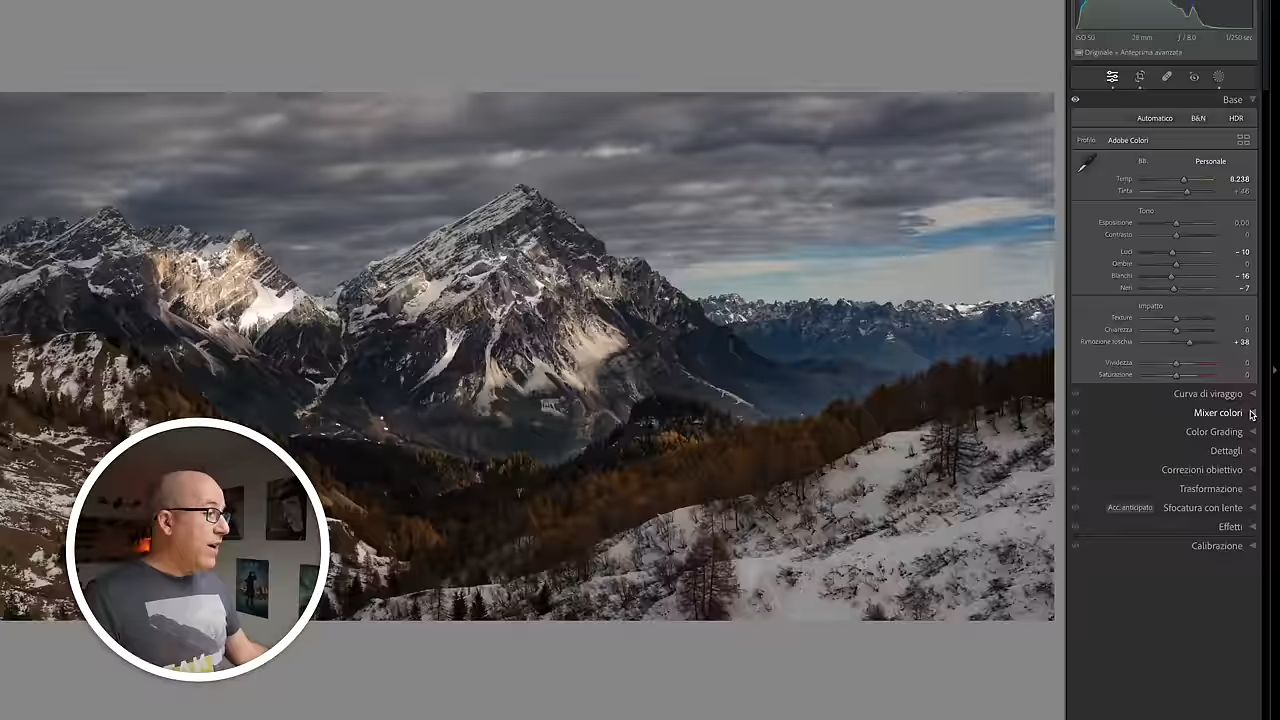 ISO 50 28 mm ƒ / 8.0 1/250 sec
Originale + Anteprima avanzata
Base
Automatico B&N HDR
Profilo Adobe Colori
BB. Personale
Temp 8.238
Tinta + 46
Tono
Esposizione 0,00
Contrasto 0
Luci - 10
Ombre 0
Bianchi - 16
Neri - 7
Impatto
Texture 0
Chiarezza 0
Rimozione foschia + 38
Vividezza 0
Saturazione 0
Curva di viraggio
Mixer colori
Color Grading
Dettagli
Correzioni obiettivo
Trasformazione
Acc. anticipato Sfocatura con lente
Effetti
Calibrazione